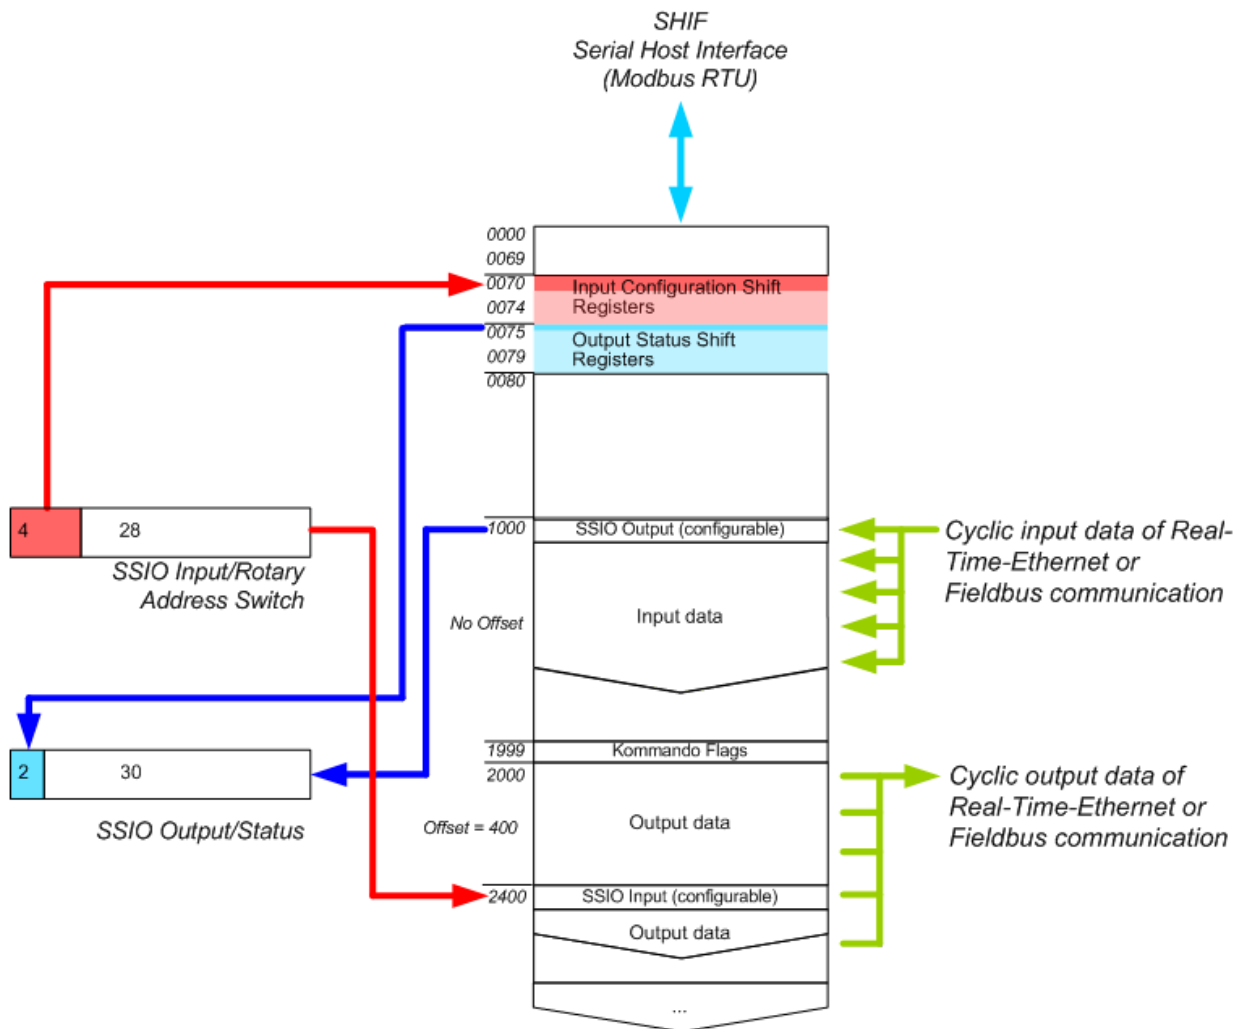 SHIF
Serial Host Interface
(Modbus RTU)
0000
0069
0070
Input Configuration Shift
Registers
0074
0075
Output Status Shift
Registers
0079
0080
4
28
SSIO Input/Rotary
Address Switch
1000
SSIO Output (configurable)
Cyclic input data of Real-
Time-Ethernet or
Fieldbus communication
No Offset
Input data
1999
Kommando Flags
2
30
SSIO Output/Status
2000
Offset = 400
Output data
Cyclic output data of
Real-Time-Ethernet or
Fieldbus communication
2400
SSIO Input (configurable)
Output data
...